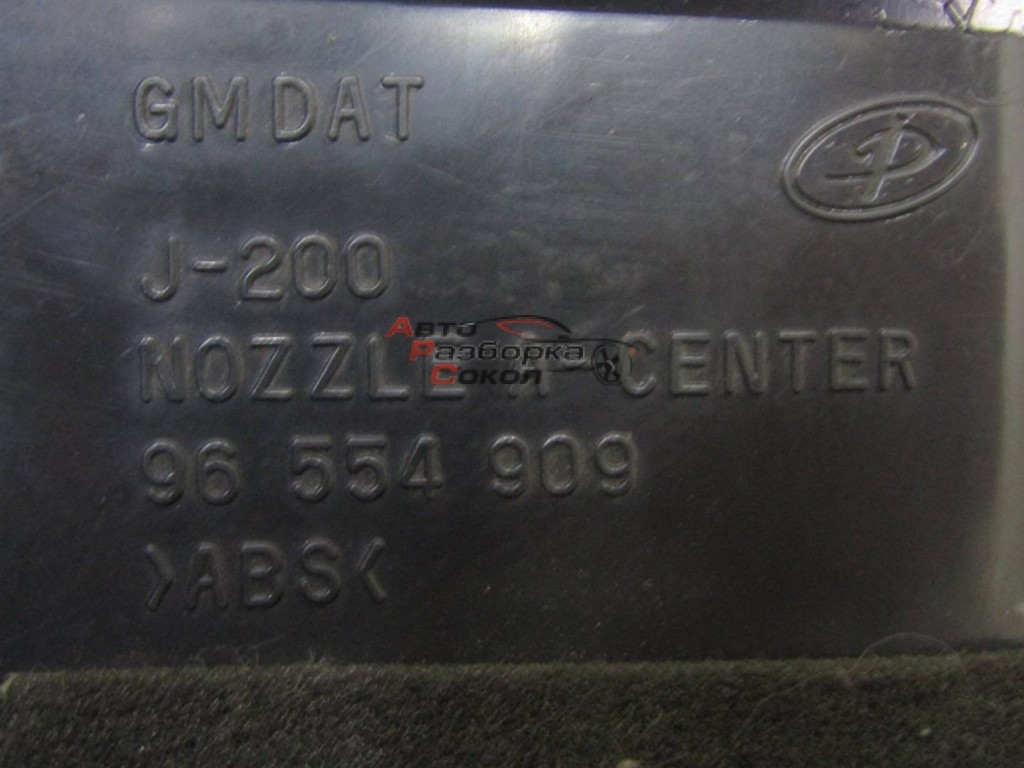 GMDAT
J-200
NOZZLE A CENTER
96 554 909
>ABS<
АВТО
РАЗБОРКА
СОКОЛ